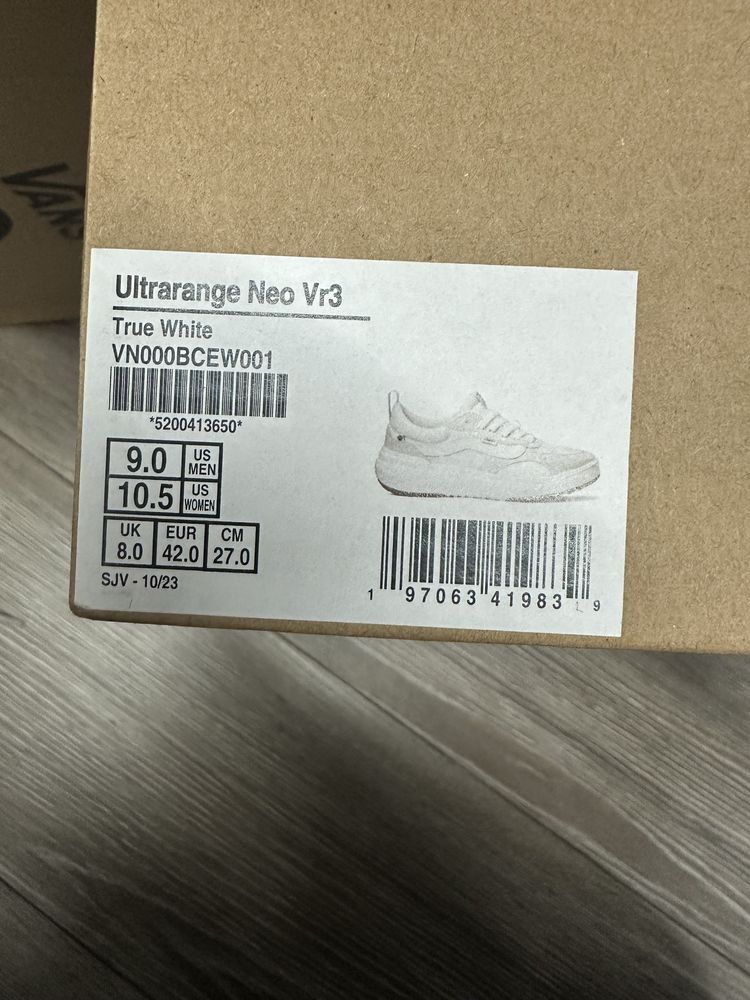 VANS
Ultrarange Neo Vr3
True White
VN000BCEW001
*5200413650*
9.0 US MEN
10.5 US WOMEN
UK EUR CM
8.0 42.0 27.0
SJV - 10/23
1 97063 41983 9